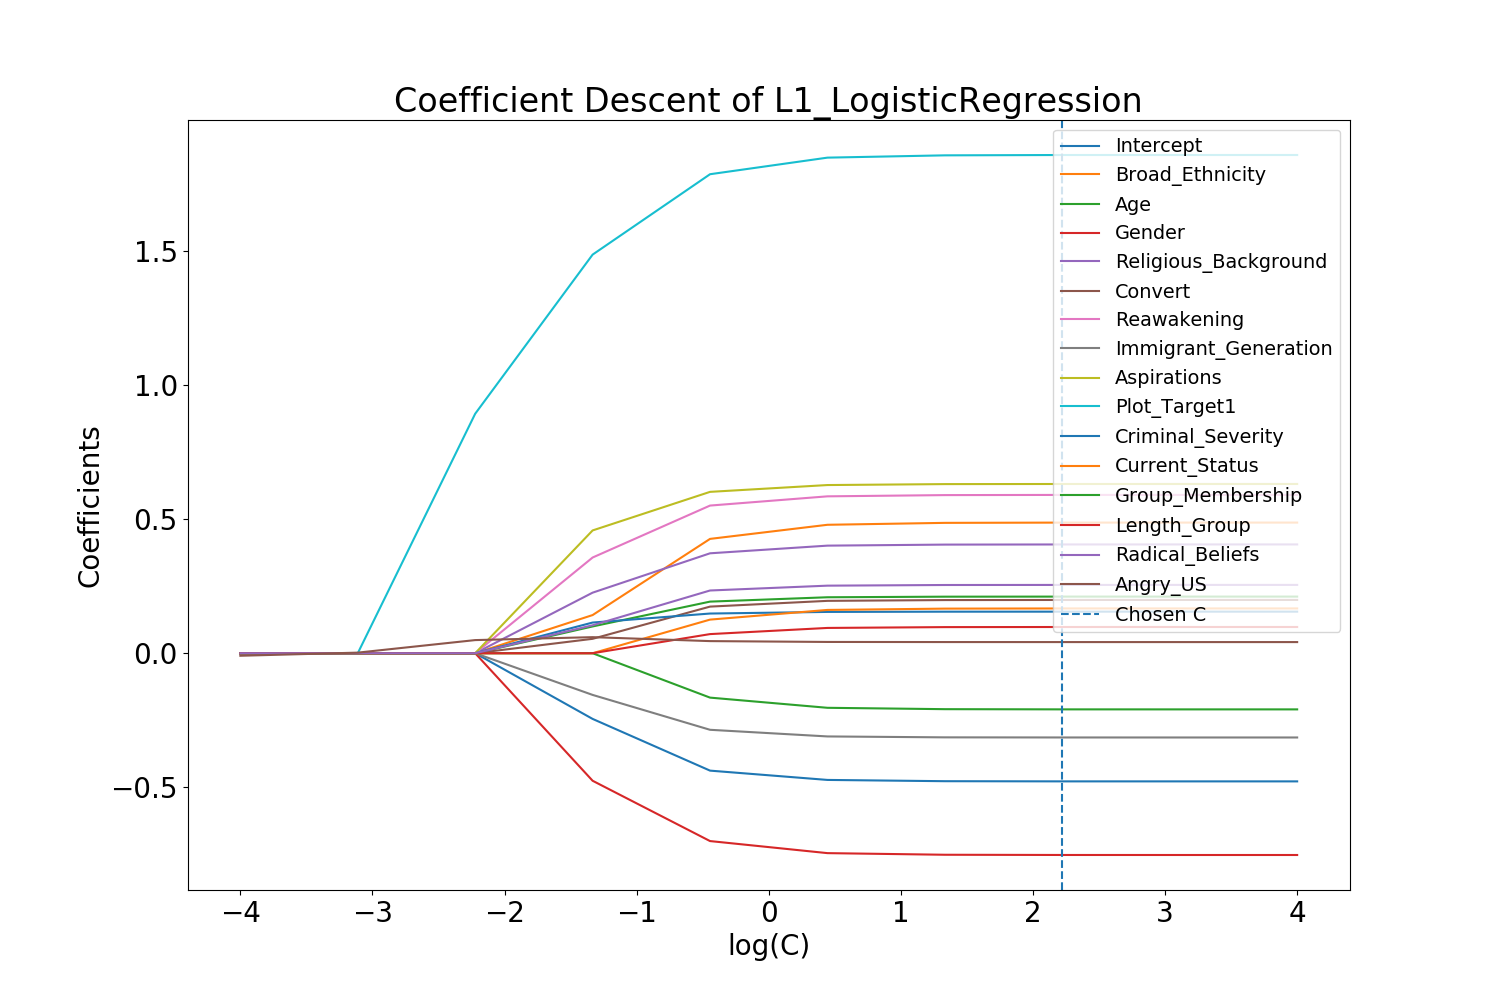 Coefficient Descent of L1_LogisticRegression
Coefficients
1.5
1.0
0.5
0.0
−0.5
Intercept
Broad_Ethnicity
Age
Gender
Religious_Background
Convert
Reawakening
Immigrant_Generation
Aspirations
Plot_Target1
Criminal_Severity
Current_Status
Group_Membership
Length_Group
Radical_Beliefs
Angry_US
Chosen C
−4 −3 −2 −1 0 1 2 3 4
log(C)